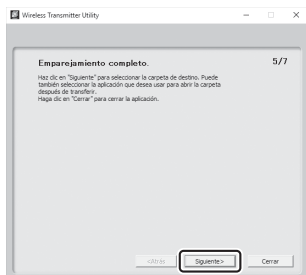 Wireless Transmitter Utility
Emparejamiento completo.
5/7
Haz clic en "Siguiente" para seleccionar la carpeta de destino. Puede
también seleccionar la aplicación que desea usar para abrir la carpeta
después de transferir.
Haga clic en "Cerrar" para cerrar la aplicación.
<Atrás
Siguiente>
Cerrar